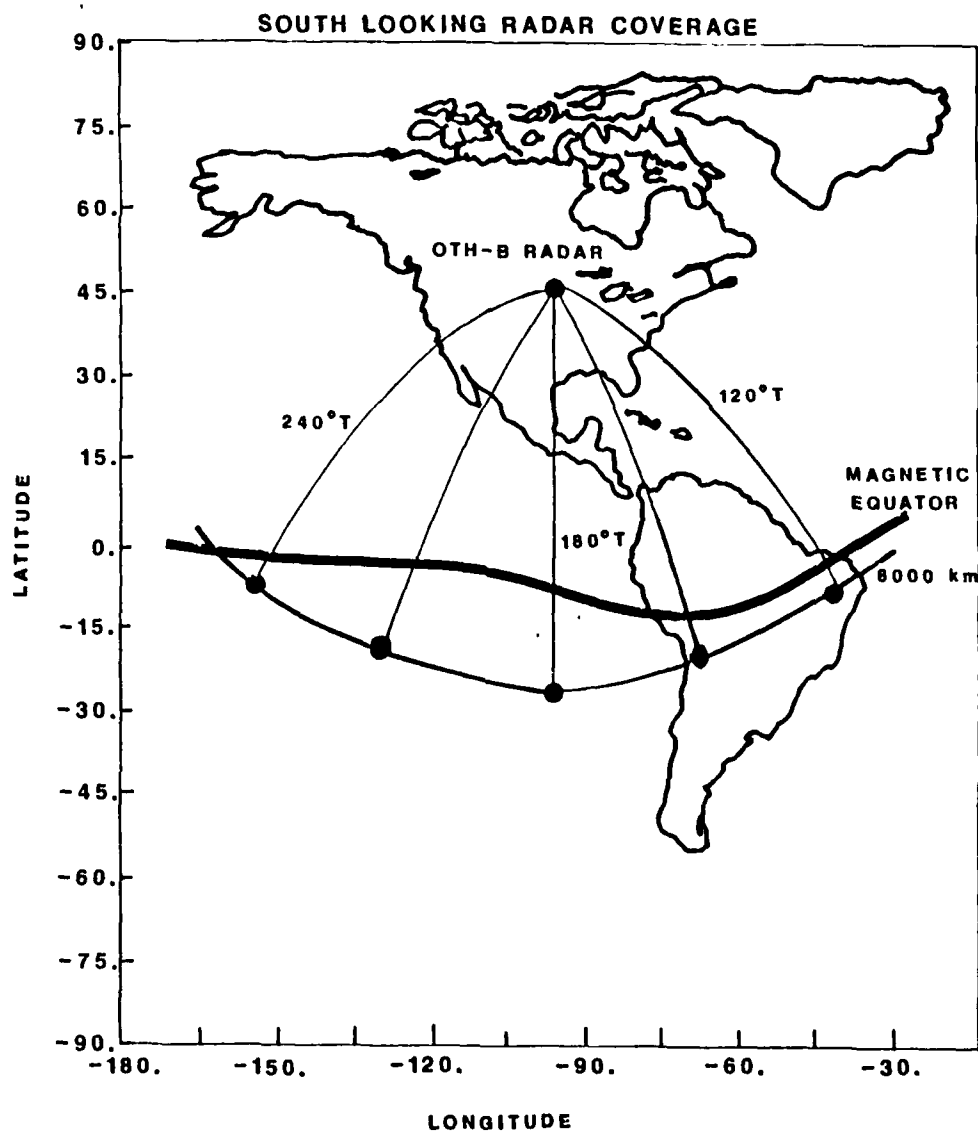 SOUTH LOOKING RADAR COVERAGE
90.
75.
60.
OTH-B RADAR
45.
30.
120°T
240°T
15.
MAGNETIC
EQUATOR
LATITUDE
0.
180°T
8000 km
-15.
-30.
-45.
-60.
-75.
-90.
-180. -150. -120. -90. -60. -30.
LONGITUDE